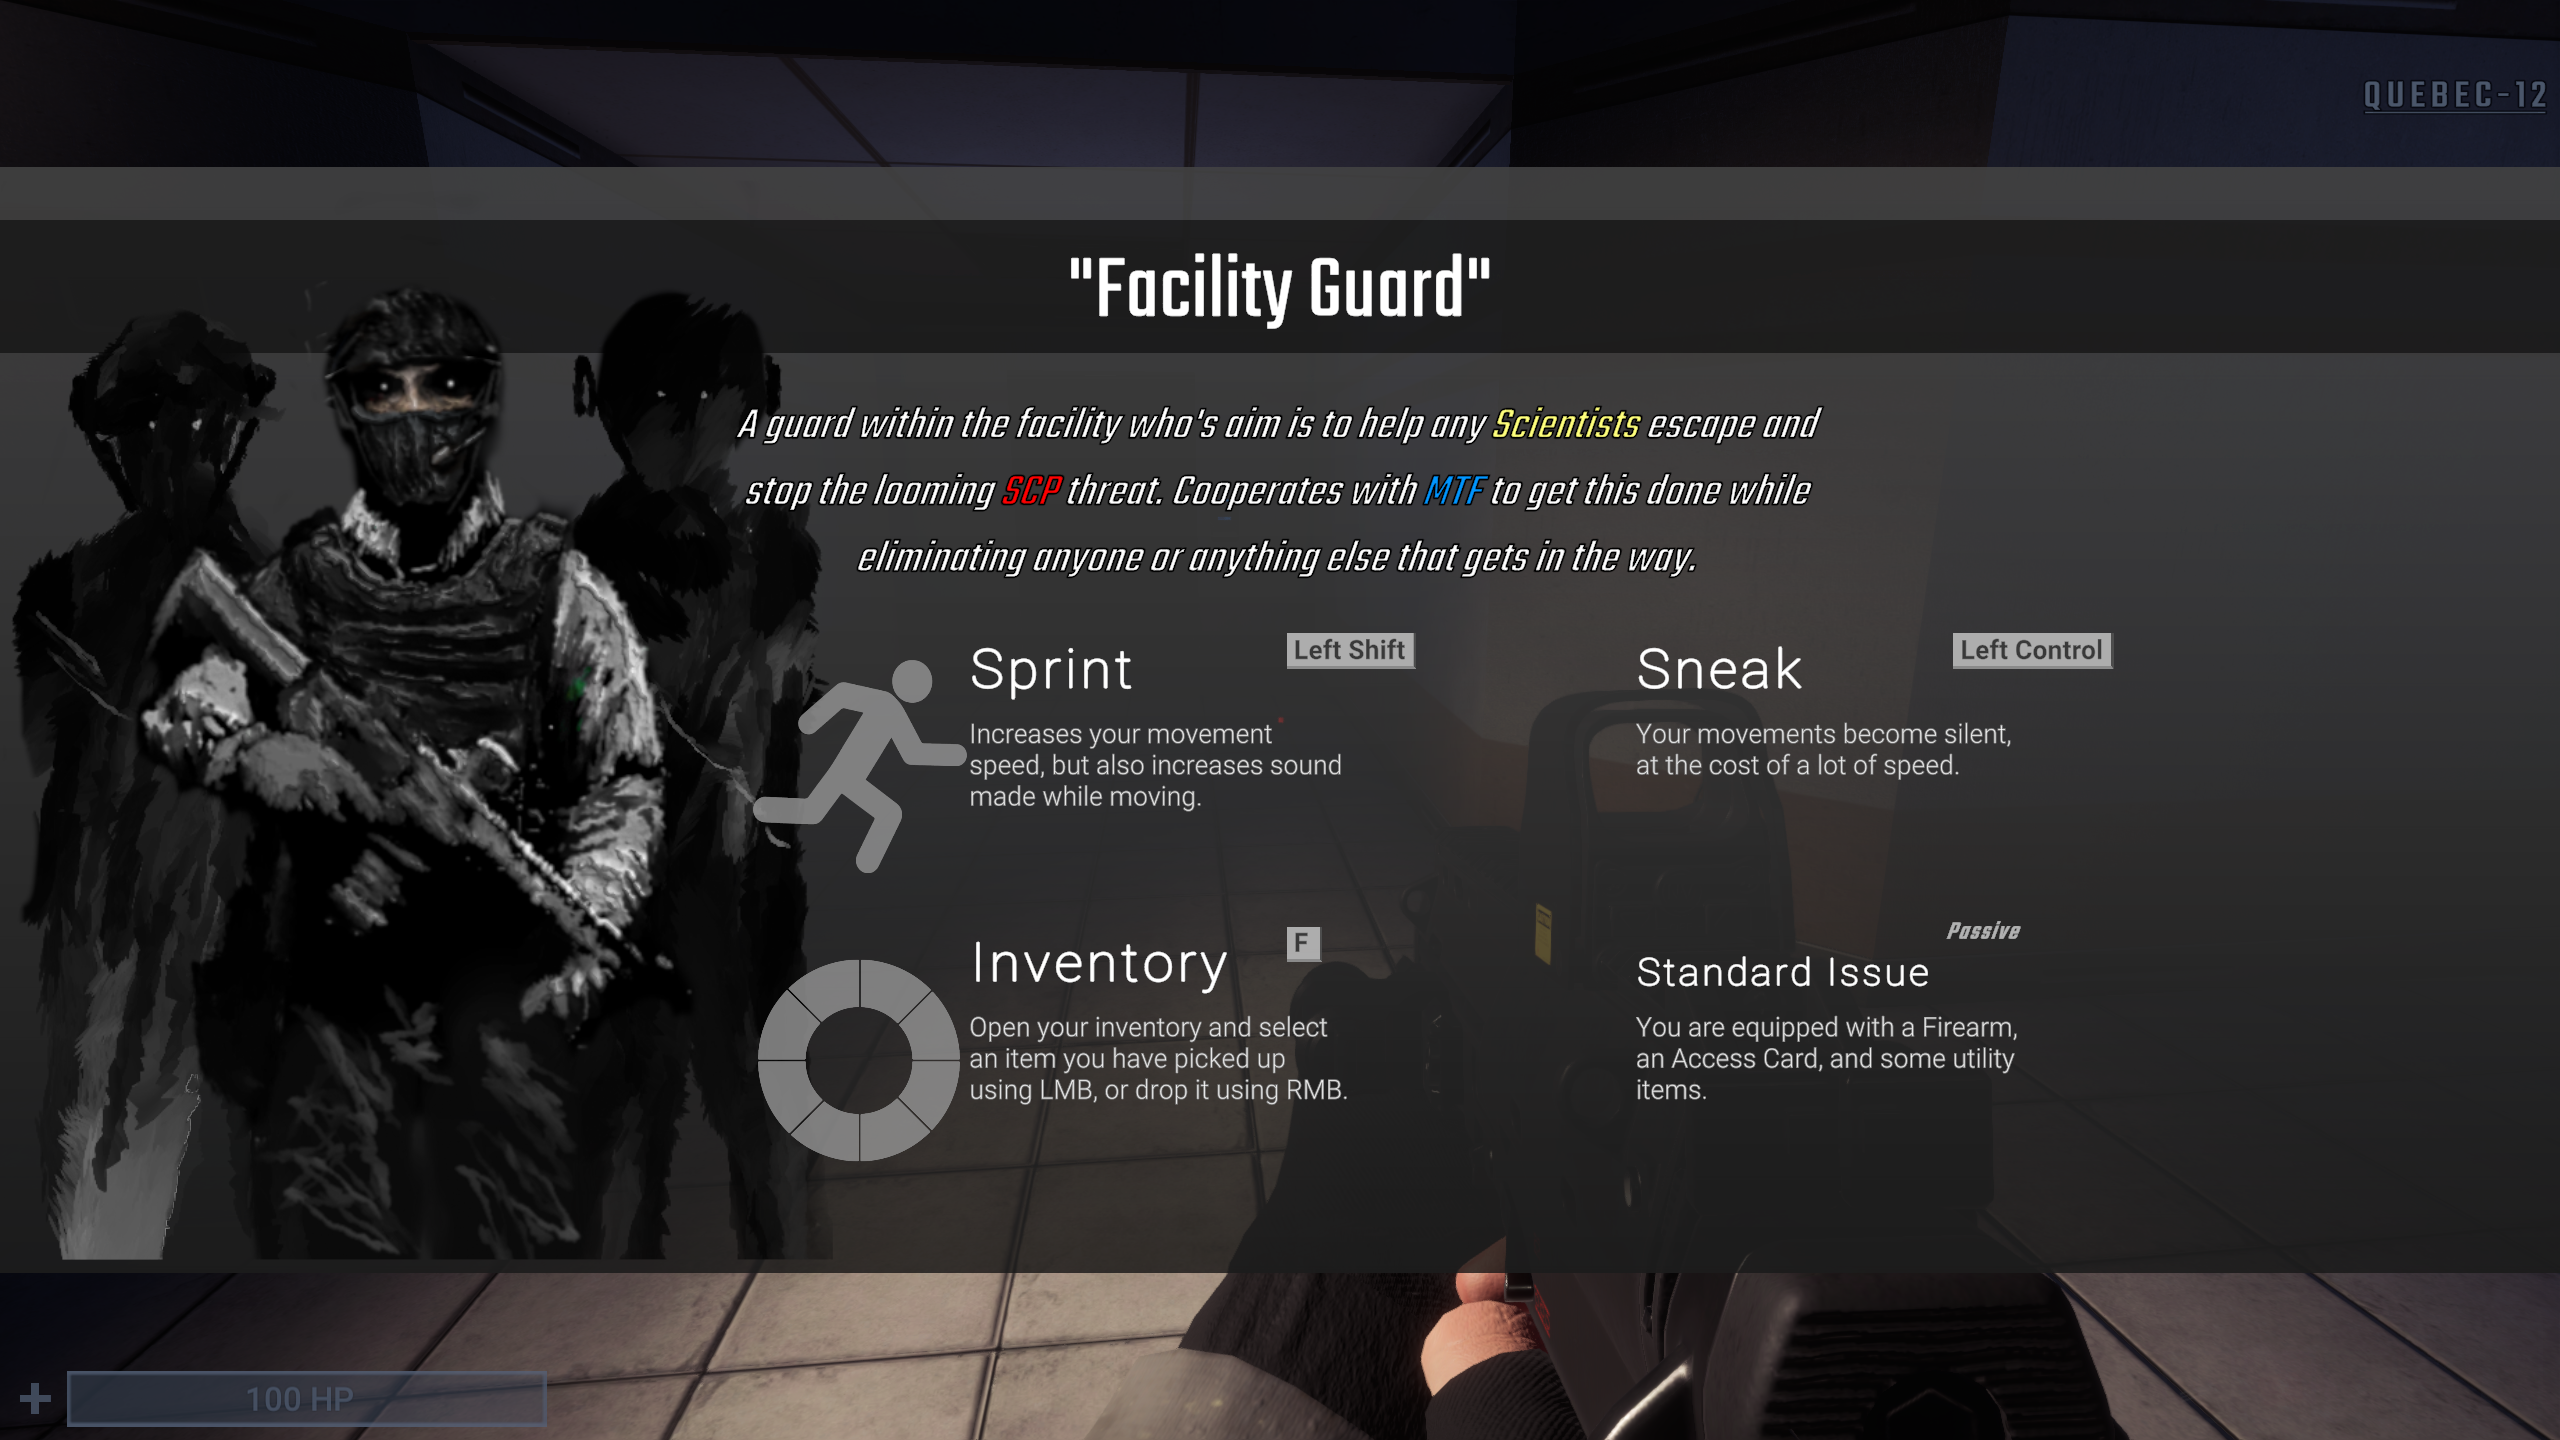 QUEBEC-12
"Facility Guard"
A guard within the facility who's aim is to help any Scientists escape and
stop the looming SCP threat. Cooperates with MTF to get this done while
eliminating anyone or anything else that gets in the way.
Sprint
Left Shift
Increases your movement
speed, but also increases sound
made while moving.
Sneak
Left Control
Your movements become silent,
at the cost of a lot of speed.
Inventory
F
Open your inventory and select
an item you have picked up
using LMB, or drop it using RMB.
Passive
Standard Issue
You are equipped with a Firearm,
an Access Card, and some utility
items.
100 HP